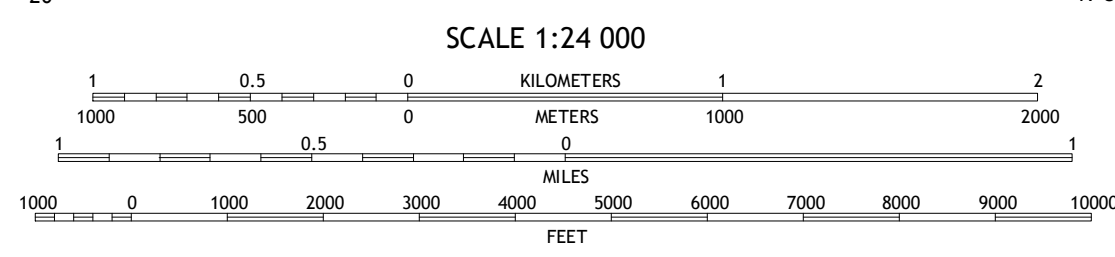 SCALE 1:24 000
1 0.5 0 KILOMETERS 1 2
1000 500 0 METERS 1000 2000
1 0.5 0 1
MILES
1000 0 1000 2000 3000 4000 5000 6000 7000 8000 9000 10000
FEET